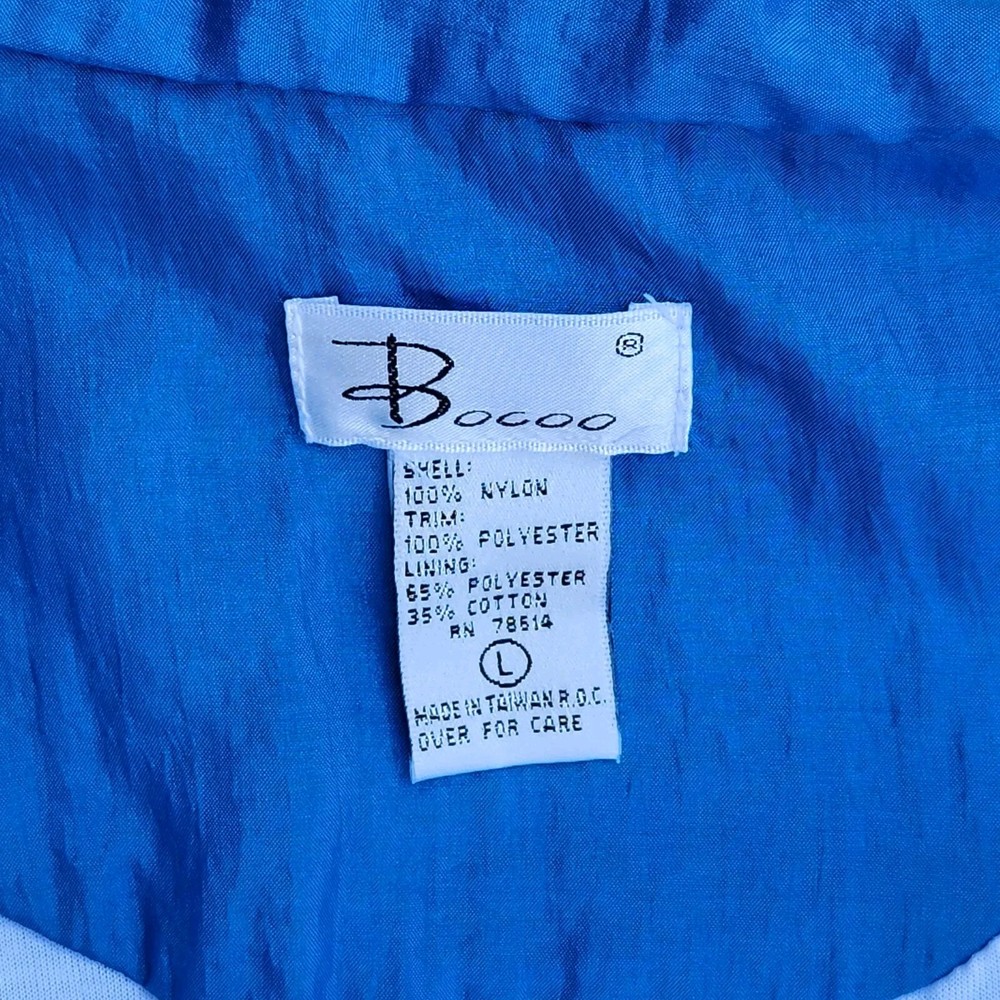 Bocoo ®
SHELL:
100% NYLON
TRIM:
100% POLYESTER
LINING:
65% POLYESTER
35% COTTON
RN 78514
L
MADE IN TAIWAN R.O.C.
OVER FOR CARE